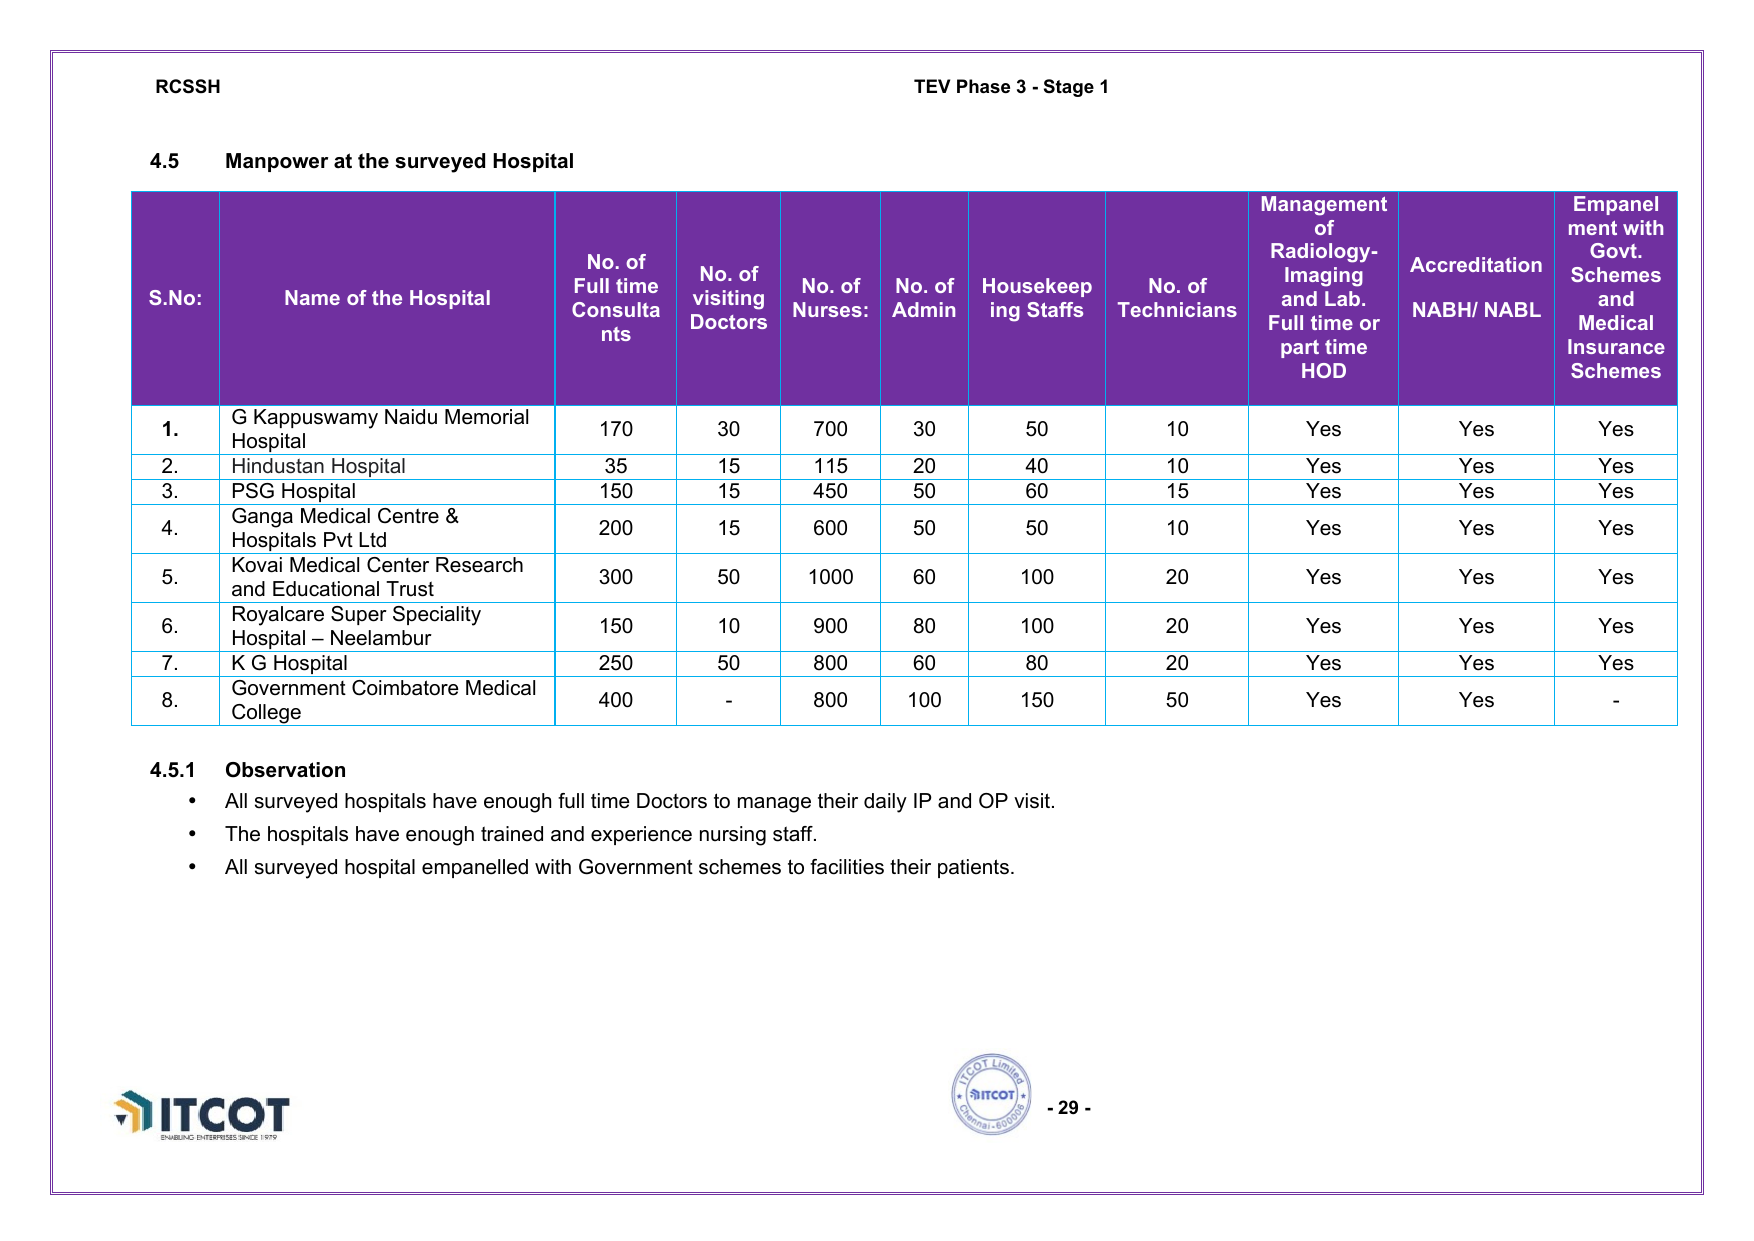 RCSSH TEV Phase 3 - Stage 1
4.5 Manpower at the surveyed Hospital
S.No: Name of the Hospital No. of Full time Consulta nts No. of visiting Doctors No. of Nurses: No. of Admin Housekeep ing Staffs No. of Technicians Management of Radiology- Imaging and Lab. Full time or part time HOD Accreditation NABH/ NABL Empanel ment with Govt. Schemes and Medical Insurance Schemes
1. G Kappuswamy Naidu Memorial Hospital 170 30 700 30 50 10 Yes Yes Yes
2. Hindustan Hospital 35 15 115 20 40 10 Yes Yes Yes
3. PSG Hospital 150 15 450 50 60 15 Yes Yes Yes
4. Ganga Medical Centre & Hospitals Pvt Ltd 200 15 600 50 50 10 Yes Yes Yes
5. Kovai Medical Center Research and Educational Trust 300 50 1000 60 100 20 Yes Yes Yes
6. Royalcare Super Speciality Hospital – Neelambur 150 10 900 80 100 20 Yes Yes Yes
7. K G Hospital 250 50 800 60 80 20 Yes Yes Yes
8. Government Coimbatore Medical College 400 - 800 100 150 50 Yes Yes -
4.5.1 Observation
• All surveyed hospitals have enough full time Doctors to manage their daily IP and OP visit.
• The hospitals have enough trained and experience nursing staff.
• All surveyed hospital empanelled with Government schemes to facilities their patients.
ITCOT
ENABLING ENTERPRISES SINCE 1979
ITCOT Limited
ITCOT
Chennai-600006
- 29 -